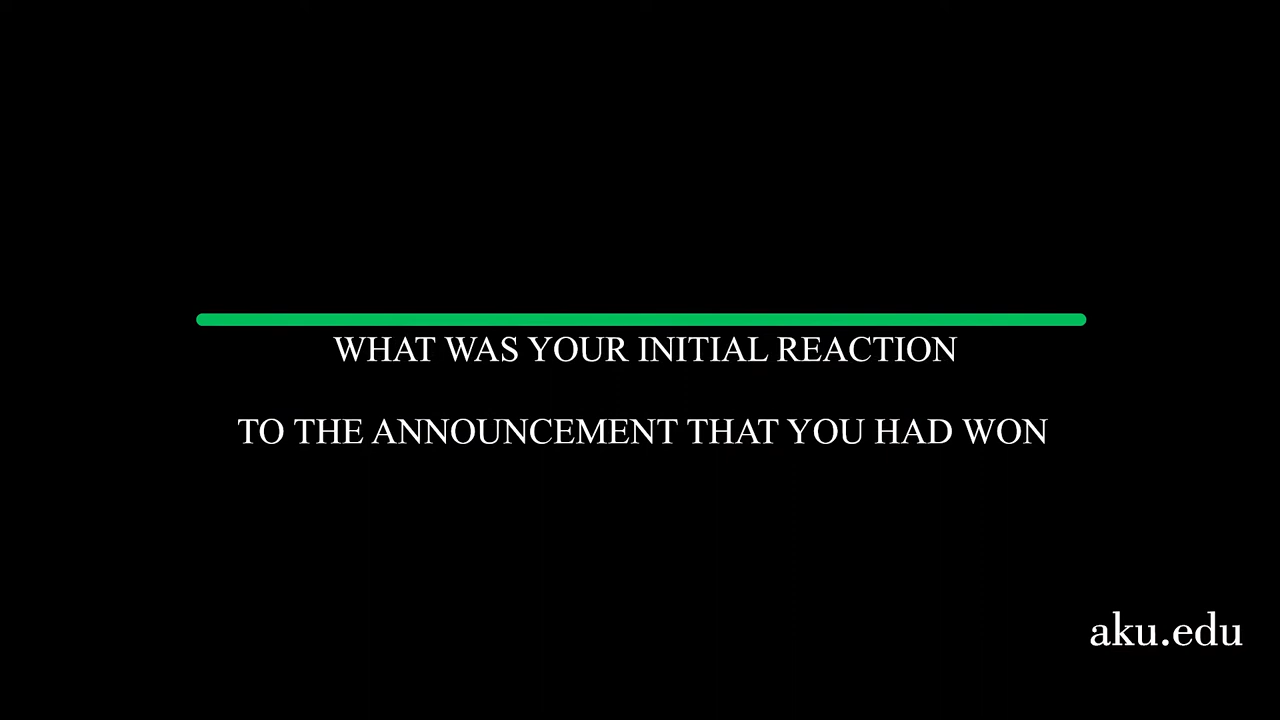 WHAT WAS YOUR INITIAL REACTION
TO THE ANNOUNCEMENT THAT YOU HAD WON
aku.edu